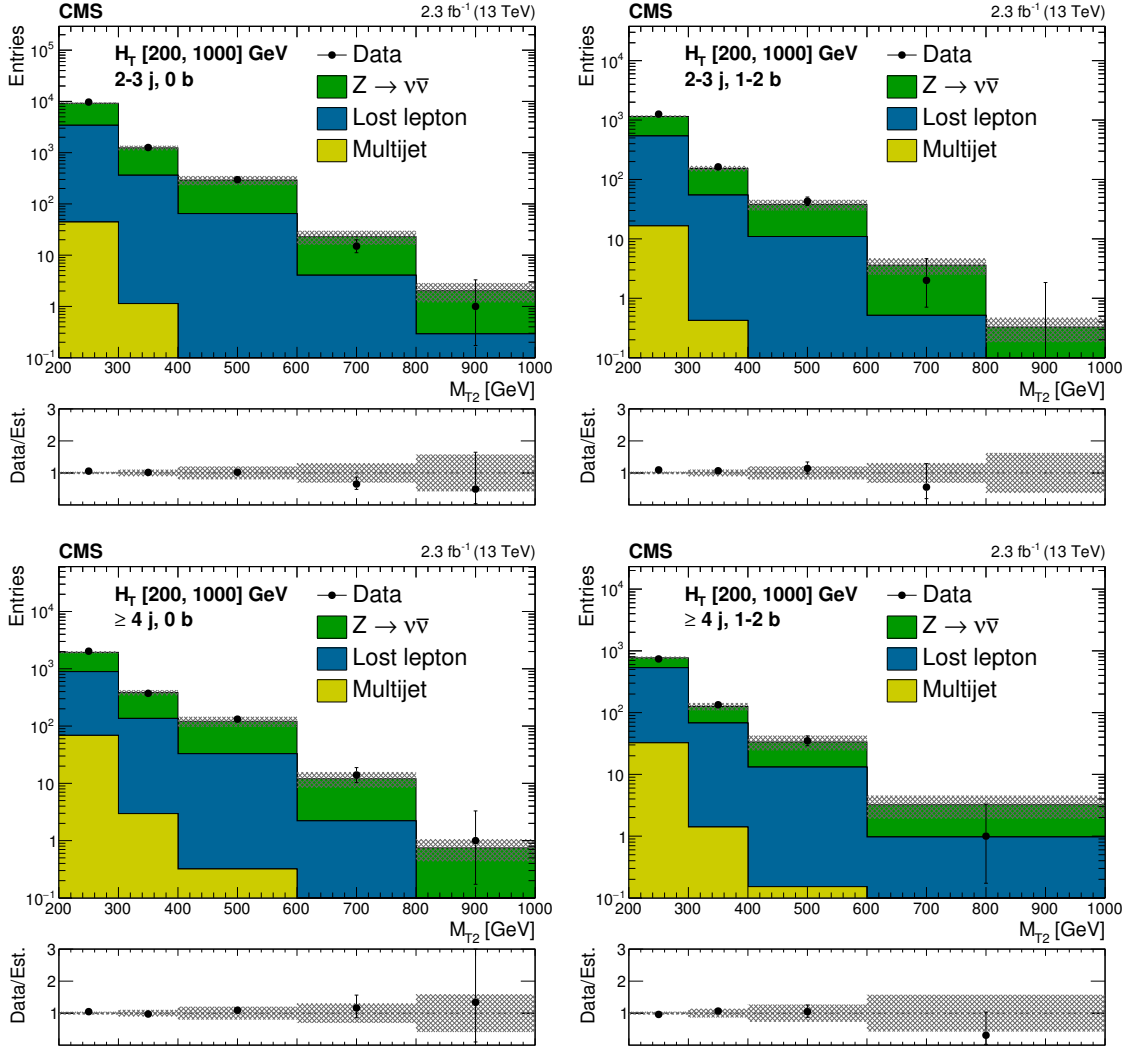 CMS 2.3 fb⁻¹ (13 TeV)
Entries
10⁵
10⁴
10³
10²
10
1
10⁻¹
H_T [200, 1000] GeV
2-3 j, 0 b
Data
Z → νν̅
Lost lepton
Multijet
200 300 400 500 600 700 800 900 1000
M_T2 [GeV]
Data/Est.
3
2
1
CMS 2.3 fb⁻¹ (13 TeV)
Entries
10⁴
10³
10²
10
1
10⁻¹
H_T [200, 1000] GeV
2-3 j, 1-2 b
Data
Z → νν̅
Lost lepton
Multijet
200 300 400 500 600 700 800 900 1000
M_T2 [GeV]
Data/Est.
3
2
1
CMS 2.3 fb⁻¹ (13 TeV)
Entries
10⁴
10³
10²
10
1
10⁻¹
H_T [200, 1000] GeV
≥ 4 j, 0 b
Data
Z → νν̅
Lost lepton
Multijet
200 300 400 500 600 700 800 900 1000
M_T2 [GeV]
Data/Est.
3
2
1
CMS 2.3 fb⁻¹ (13 TeV)
Entries
10⁴
10³
10²
10
1
10⁻¹
H_T [200, 1000] GeV
≥ 4 j, 1-2 b
Data
Z → νν̅
Lost lepton
Multijet
200 300 400 500 600 700 800 900 1000
M_T2 [GeV]
Data/Est.
3
2
1